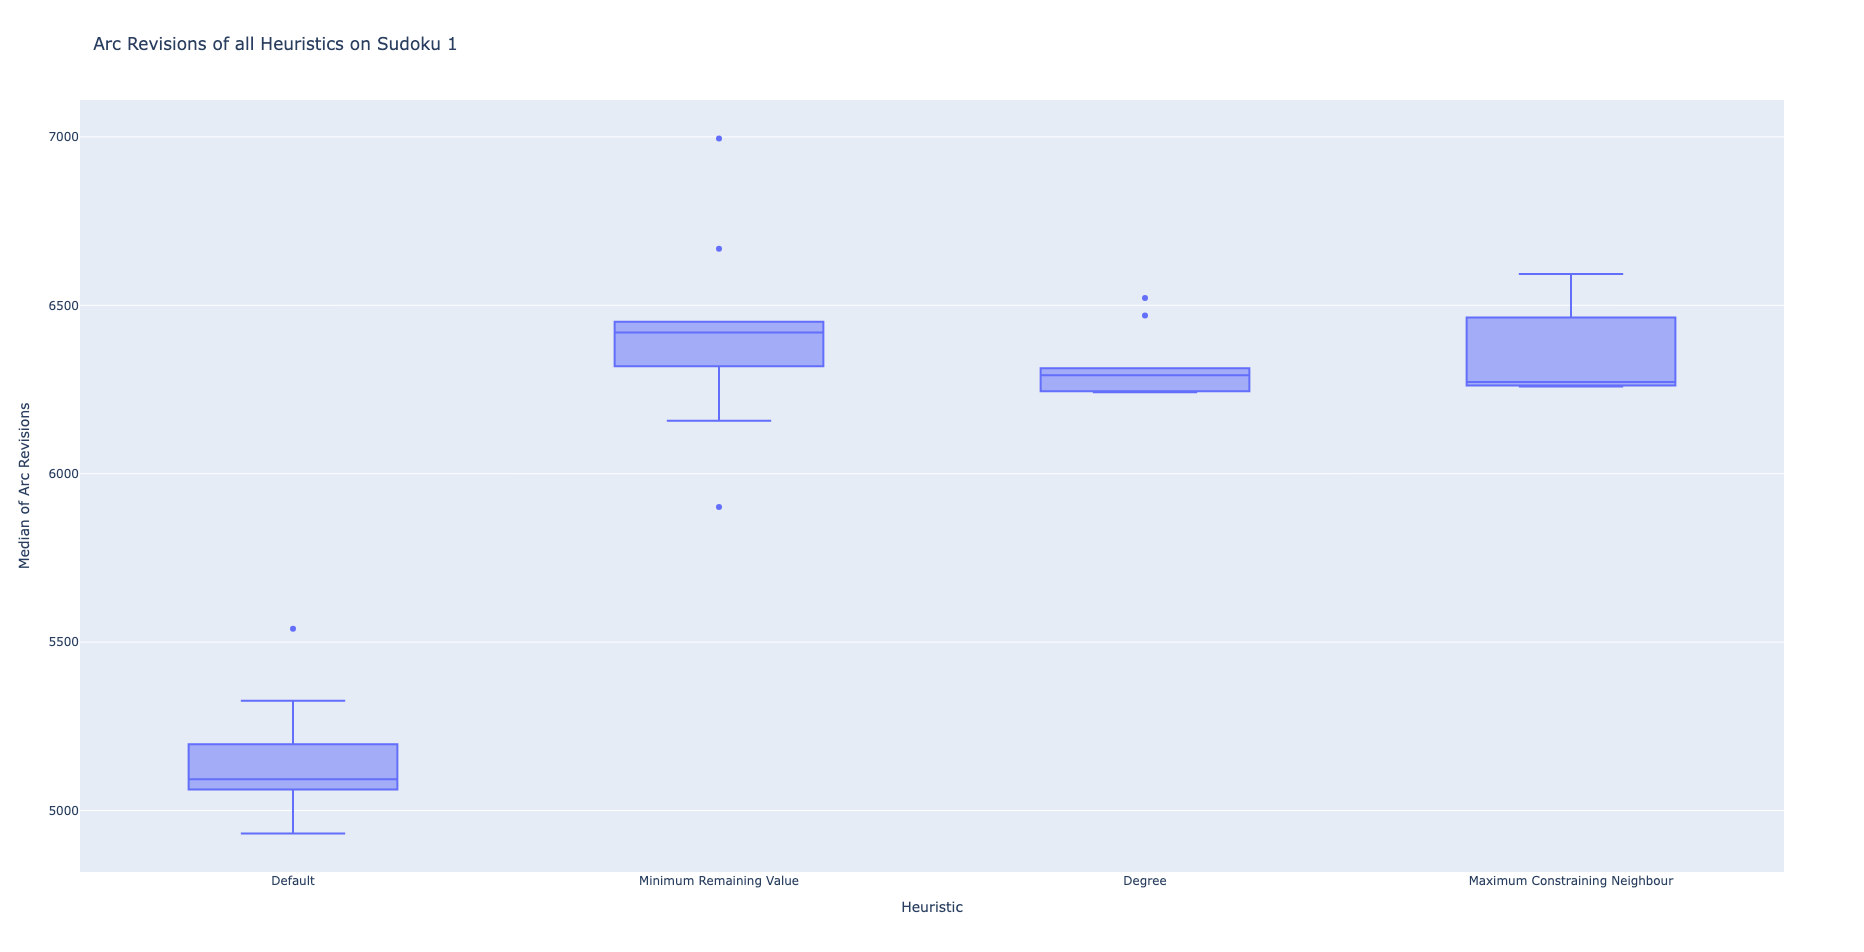 Arc Revisions of all Heuristics on Sudoku 1
7000
6500
6000
5500
5000
Median of Arc Revisions
Default
Minimum Remaining Value
Degree
Maximum Constraining Neighbour
Heuristic